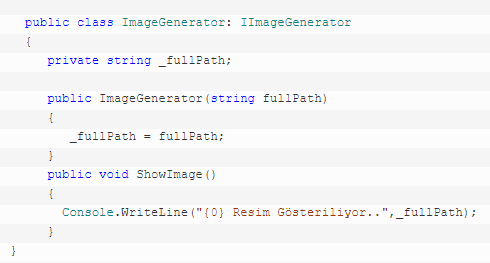 public class ImageGenerator: IImageGenerator
{
private string _fullPath;
public ImageGenerator(string fullPath)
{
_fullPath = fullPath;
}
public void ShowImage()
{
Console.WriteLine("{0} Resim Gösteriliyor..",_fullPath);
}
}